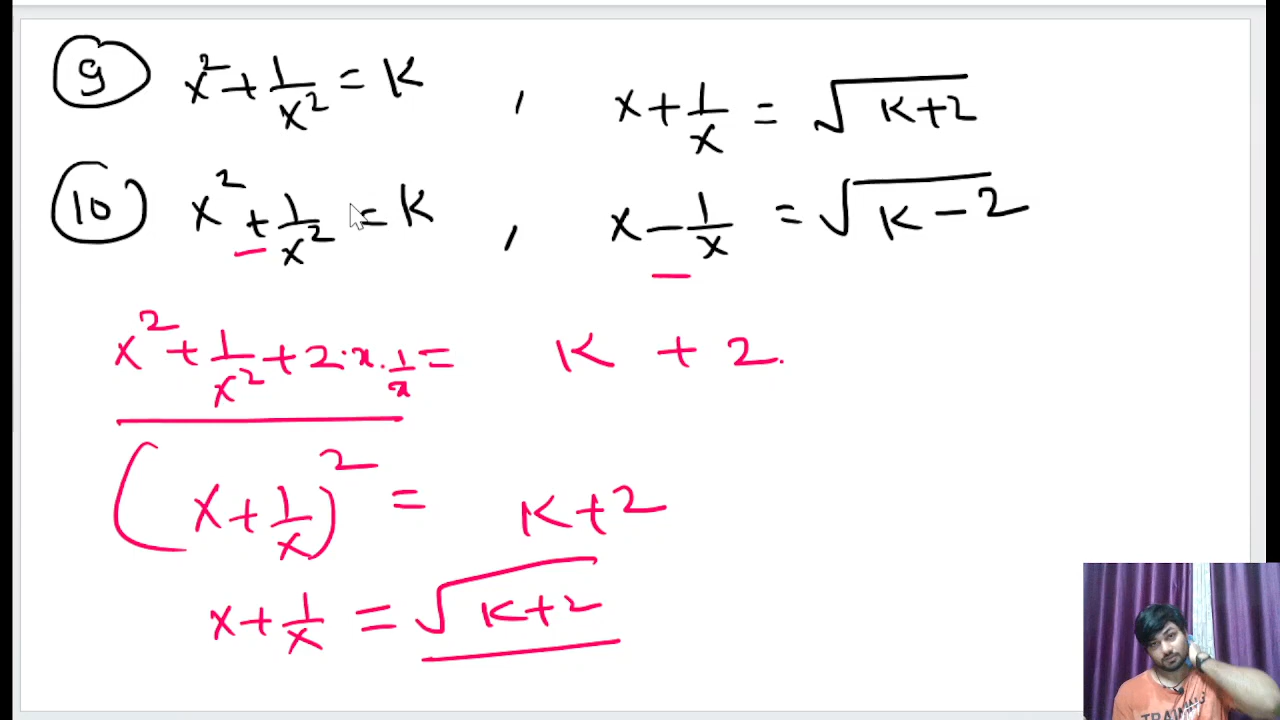 9 x² + 1/x² = K , x + 1/x = √(K+2)
10 x² + 1/x² = K , x - 1/x = √(K-2)
x² + 1/x² + 2·x·1/x = K + 2.
(x + 1/x)² = K+2
x + 1/x = √(K+2)
TRAIN